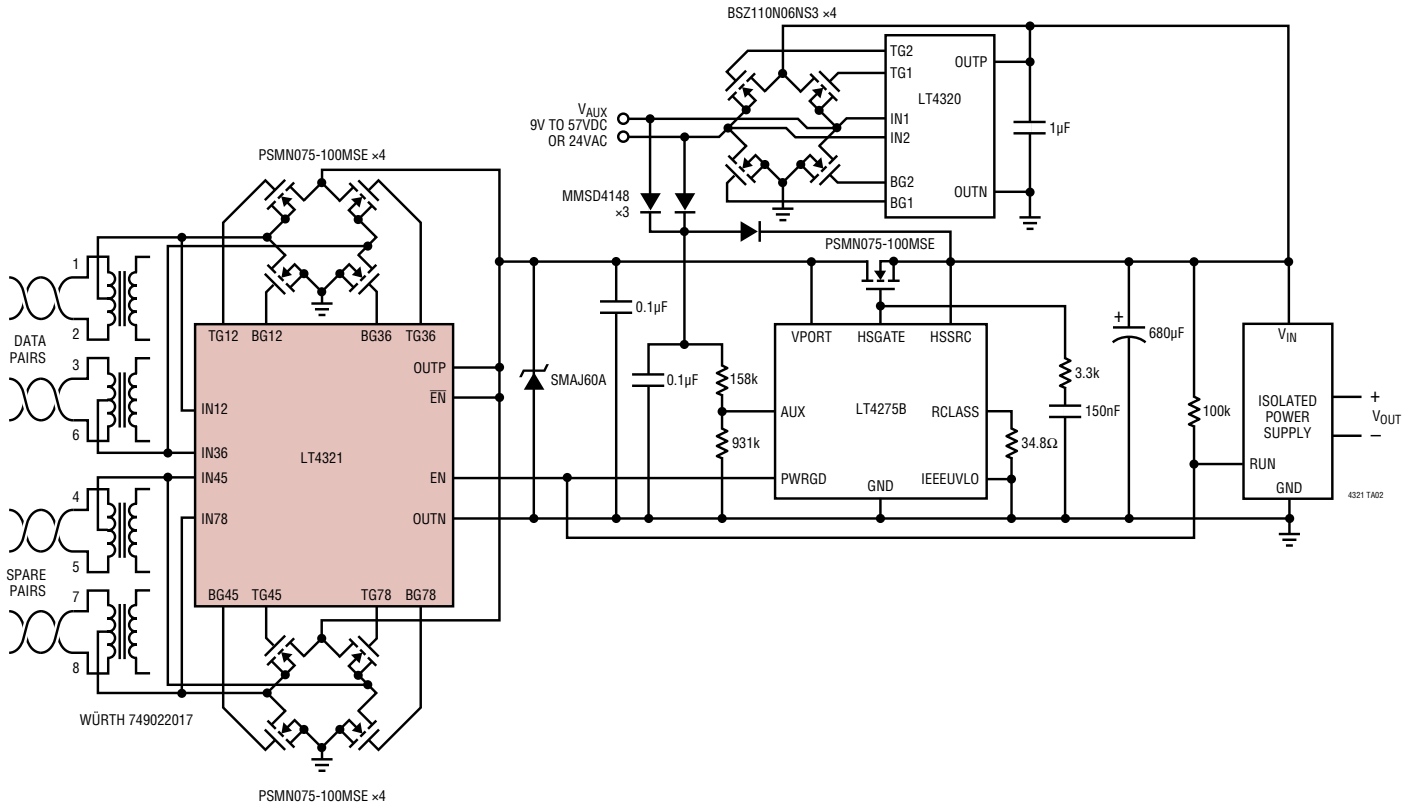 BSZ110N06NS3 ×4
TG2
TG1
OUTP
LT4320
IN1
IN2
BG2
OUTN
BG1
1µF
VAUX
9V TO 57VDC
OR 24VAC
MMSD4148
×3
PSMN075-100MSE ×4
PSMN075-100MSE
1
2
DATA
PAIRS
3
6
4
5
SPARE
PAIRS
7
8
WÜRTH 749022017
TG12
BG12
BG36
TG36
OUTP
EN
IN12
IN36
LT4321
IN45
EN
IN78
OUTN
BG45
TG45
TG78
BG78
PSMN075-100MSE ×4
SMAJ60A
0.1µF
0.1µF
158k
931k
VPORT
HSGATE
HSSRC
AUX
LT4275B
RCLASS
PWRGD
GND
IEEEUVLO
34.8Ω
3.3k
150nF
+
680µF
100k
VIN
ISOLATED
POWER
SUPPLY
RUN
GND
+
VOUT
−
4321 TA02